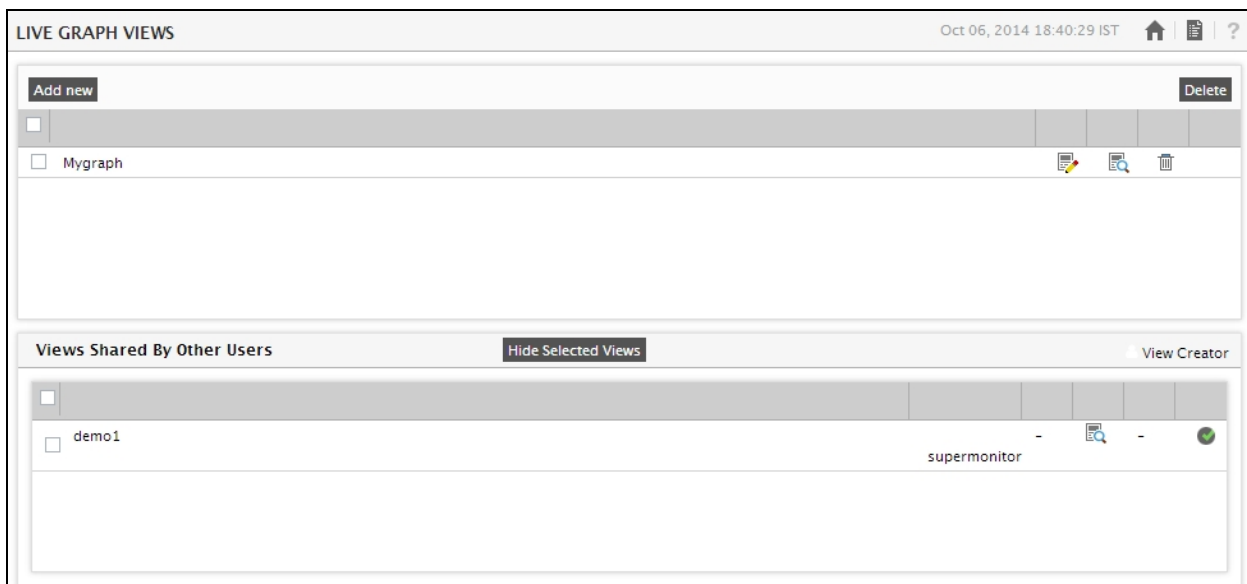 LIVE GRAPH VIEWS
Oct 06, 2014 18:40:29 IST
?
Add new
Delete
Mygraph
Views Shared By Other Users
Hide Selected Views
View Creator
demo1
-
-
supermonitor